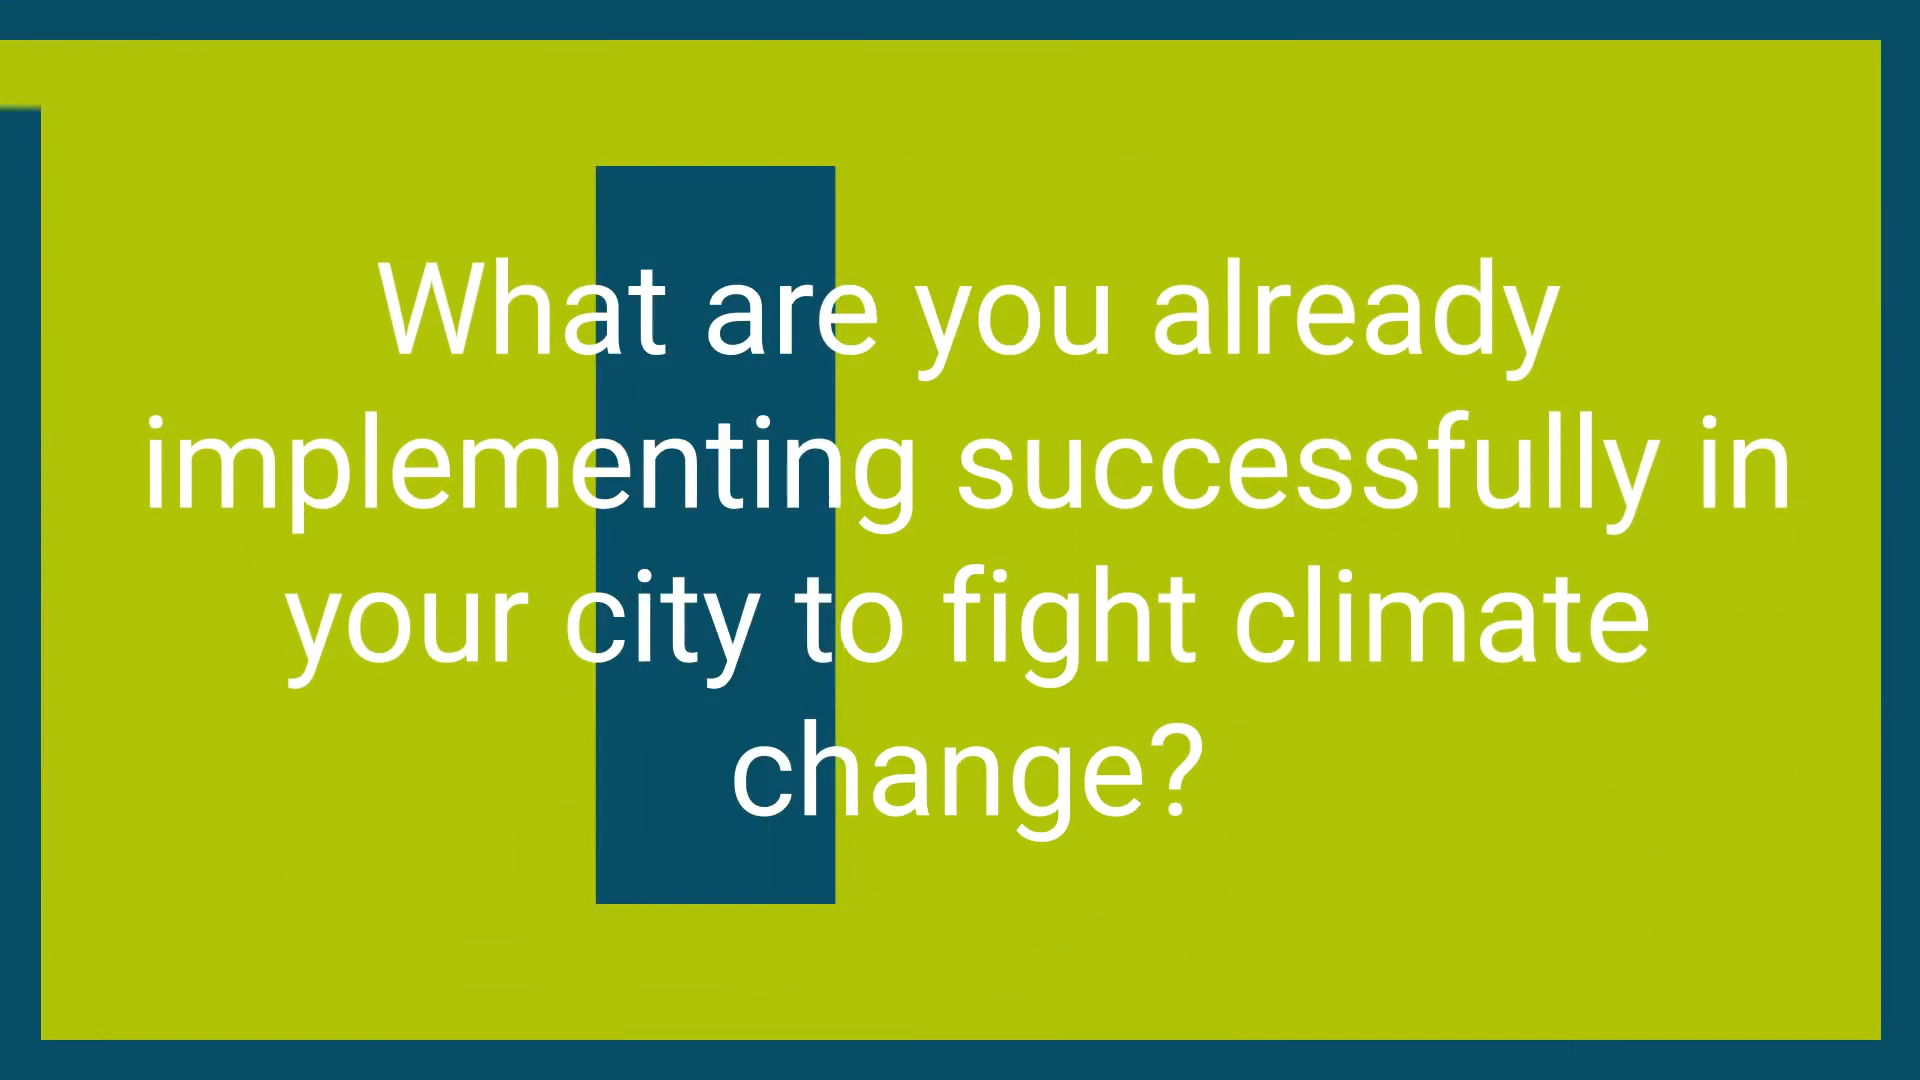 What are you already
implementing successfully in
your city to fight climate
change?